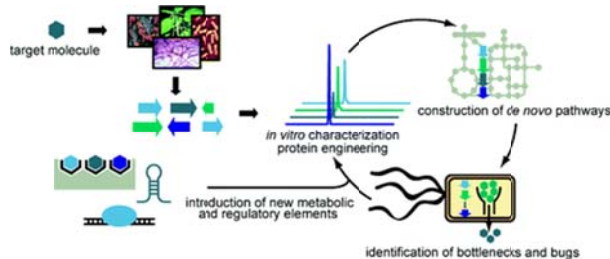 target molecule
in vitro characterization
protein engineering
construction of de novo pathways
introduction of new metabolic
and regulatory elements
identification of bottlenecks and bugs